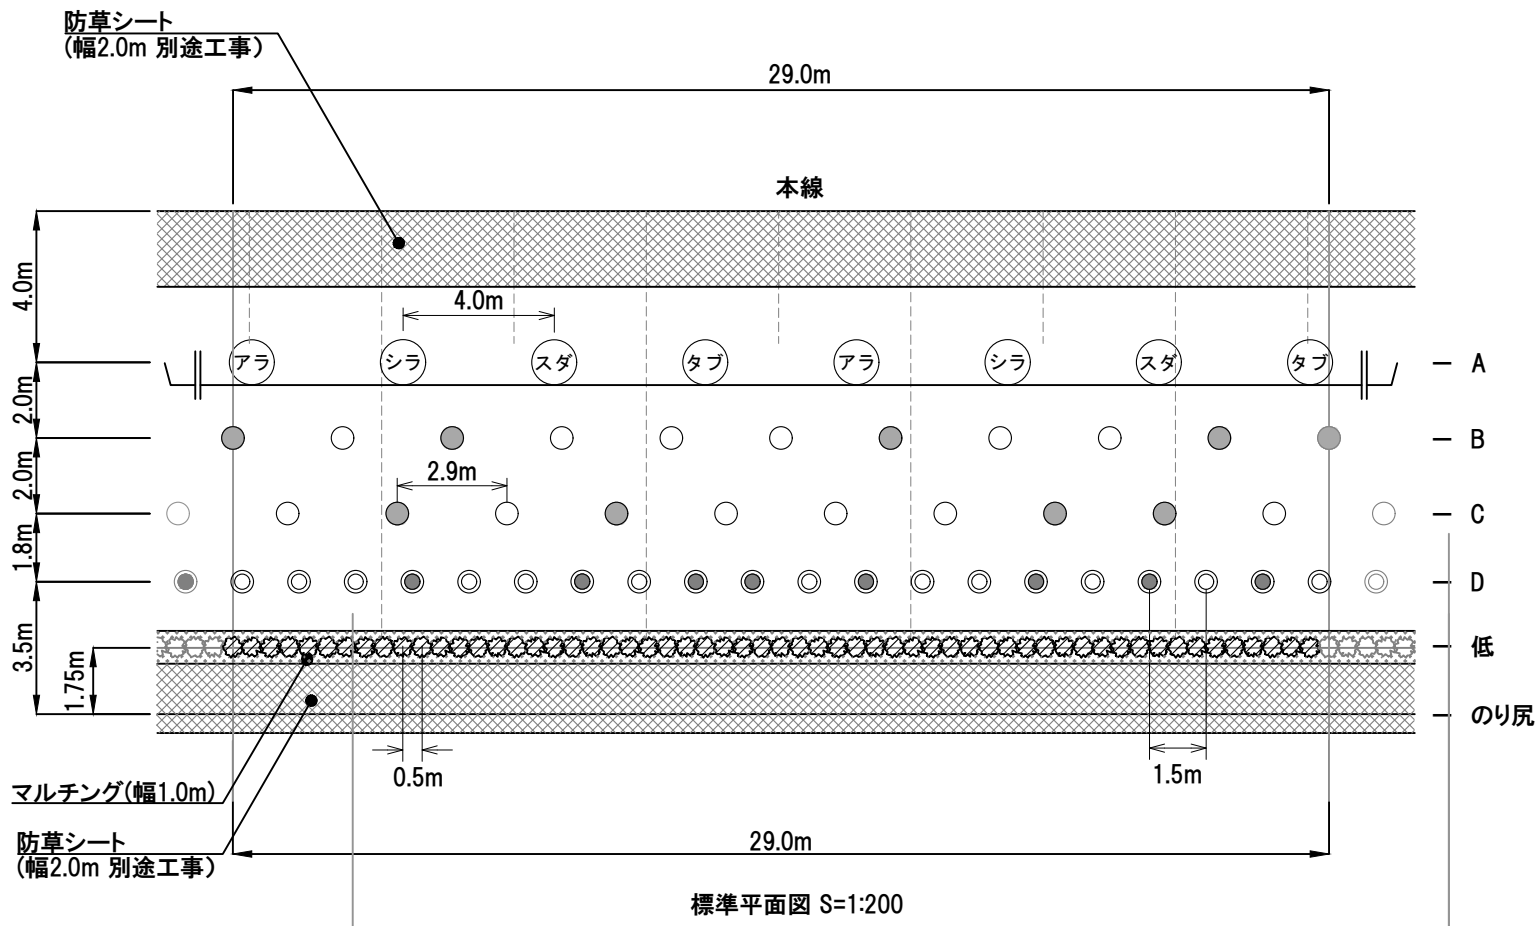 防草シート
(幅2.0m 別途工事)
29.0m
本線
4.0m
4.0m
アラ シラ スダ タブ アラ シラ スダ タブ
A
2.0m
B
2.0m
2.9m
C
1.8m
D
3.5m
低
1.75m
のり尻
0.5m
1.5m
マルチング(幅1.0m)
防草シート
(幅2.0m 別途工事)
29.0m
標準平面図 S=1:200